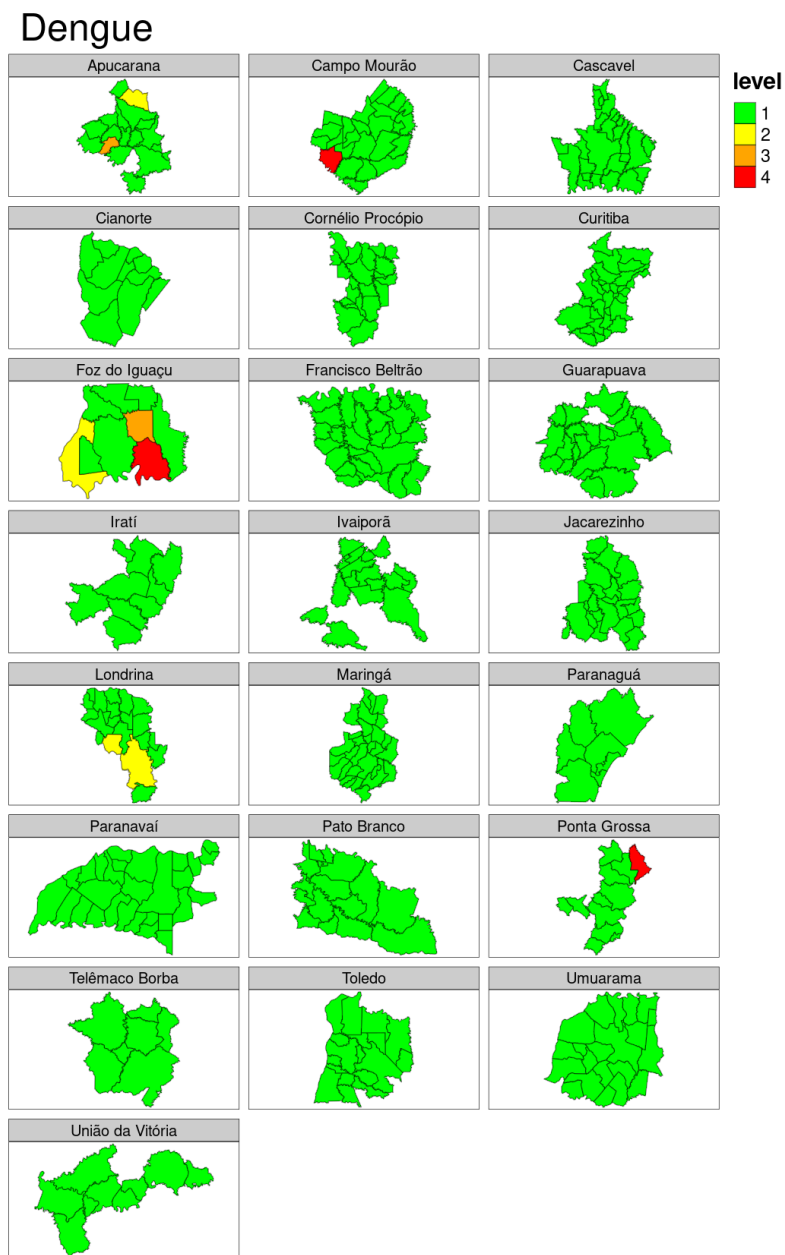 Dengue
Apucarana
Campo Mourão
Cascavel
level
1
2
3
4
Cianorte
Cornélio Procópio
Curitiba
Foz do Iguaçu
Francisco Beltrão
Guarapuava
Iratí
Ivaiporã
Jacarezinho
Londrina
Maringá
Paranaguá
Paranavaí
Pato Branco
Ponta Grossa
Telêmaco Borba
Toledo
Umuarama
União da Vitória